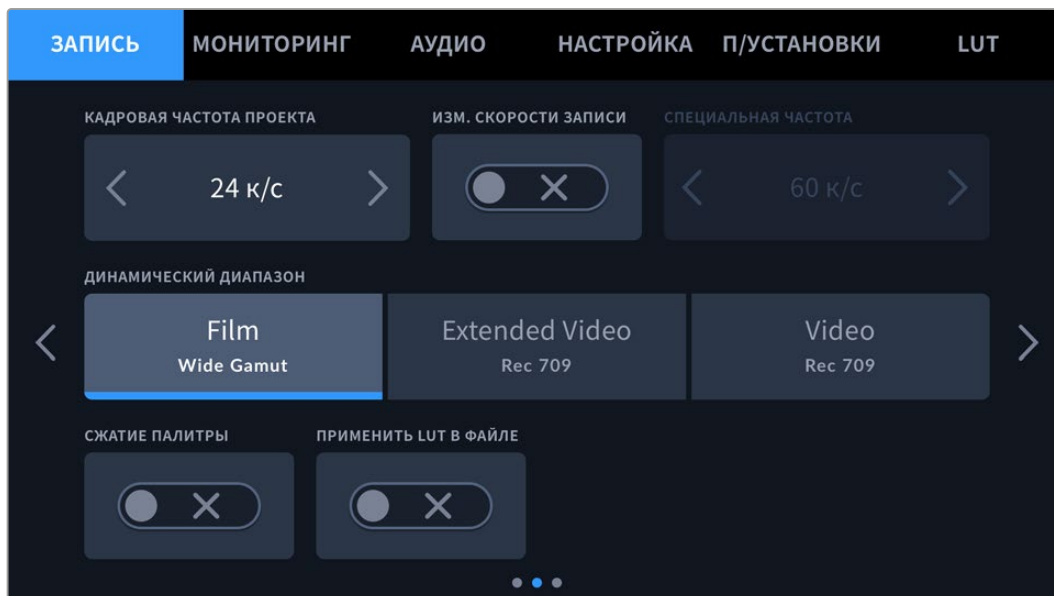 ЗАПИСЬ МОНИТОРИНГ АУДИО НАСТРОЙКА П/УСТАНОВКИ LUT
КАДРОВАЯ ЧАСТОТА ПРОЕКТА ИЗМ. СКОРОСТИ ЗАПИСИ СПЕЦИАЛЬНАЯ ЧАСТОТА
24 к/с 60 к/с
ДИНАМИЧЕСКИЙ ДИАПАЗОН
Film Extended Video Video
Wide Gamut Rec 709 Rec 709
СЖАТИЕ ПАЛИТРЫ ПРИМЕНИТЬ LUT В ФАЙЛЕ